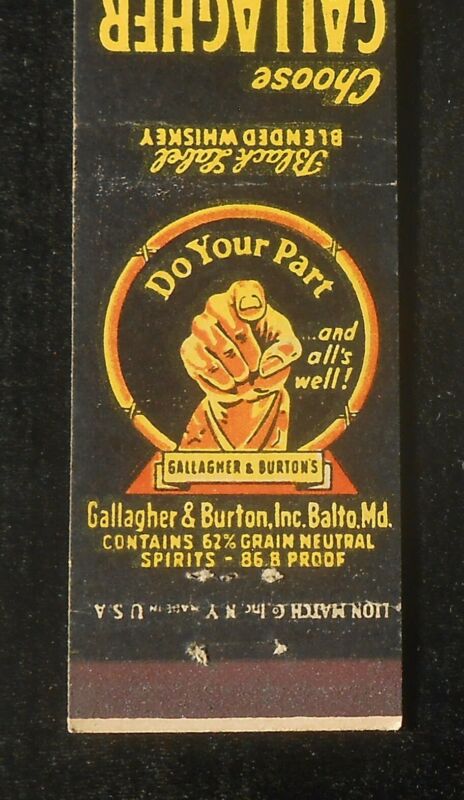 GALLAGHER
Choose
Black Label
BLENDED WHISKEY
Do Your Part
...and
all's
well!
GALLAGHER & BURTON'S
Gallagher & Burton, Inc. Balto. Md.
CONTAINS 62% GRAIN NEUTRAL
SPIRITS - 86.8 PROOF
LION MATCH Co. Inc. N.Y. MADE IN U.S.A